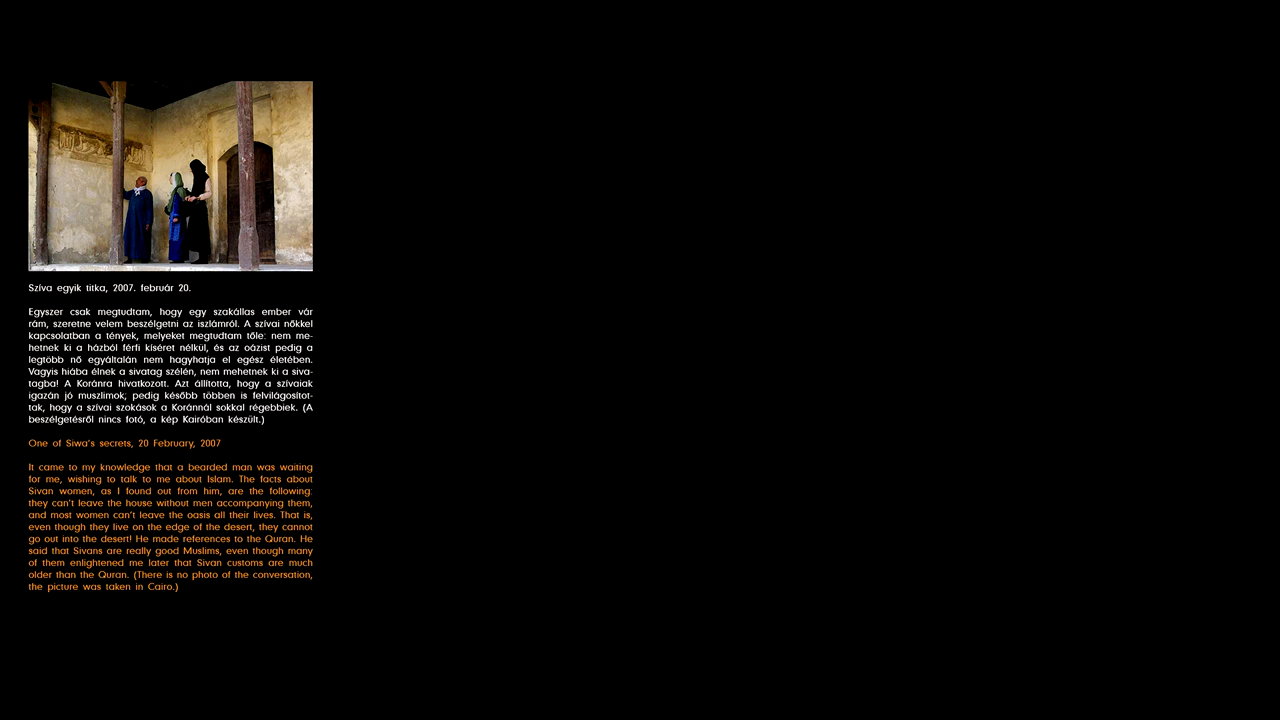 Szíva egyik titka, 2007. február 20.
Egyszer csak megtudtam, hogy egy szakállas ember vár
rám, szeretne velem beszélgetni az iszlámról. A szívai nőkkel
kapcsolatban a tények, melyeket megtudtam tőle: nem me-
hetnek ki a házból férfi kíséret nélkül, és az oázist pedig a
legtöbb nő egyáltalán nem hagyhatja el egész életében.
Vagyis hiába élnek a sivatag szélén, nem mehetnek ki a siva-
tagba! A Koránra hivatkozott. Azt állította, hogy a szívaiak
igazán jó muszlimok; pedig később többen is felvilágosítot-
tak, hogy a szívai szokások a Koránnál sokkal régebbiek. (A
beszélgetésről nincs fotó, a kép Kairóban készült.)
One of Siwa's secrets, 20 February, 2007
It came to my knowledge that a bearded man was waiting
for me, wishing to talk to me about Islam. The facts about
Sivan women, as I found out from him, are the following:
they can't leave the house without men accompanying them,
and most women can't leave the oasis all their lives. That is,
even though they live on the edge of the desert, they cannot
go out into the desert! He made references to the Quran. He
said that Sivans are really good Muslims, even though many
of them enlightened me later that Sivan customs are much
older than the Quran. (There is no photo of the conversation,
the picture was taken in Cairo.)